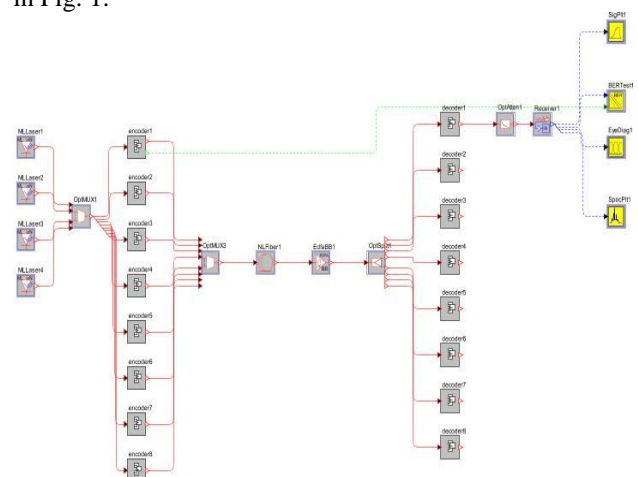 in Fig. 1.
SigPlt1
BERTest1
EyeDiag1
SpecPlt1
decoder1
OptAtten1
Receiver1
decoder2
decoder3
decoder4
decoder5
decoder6
decoder7
decoder8
MLLaser1
MLLaser2
MLLaser3
MLLaser4
OptMUX1
encoder1
encoder2
encoder3
encoder4
encoder5
encoder6
encoder7
encoder8
OptMUX3
NLFiber1
EdfaBB1
OptSplt1